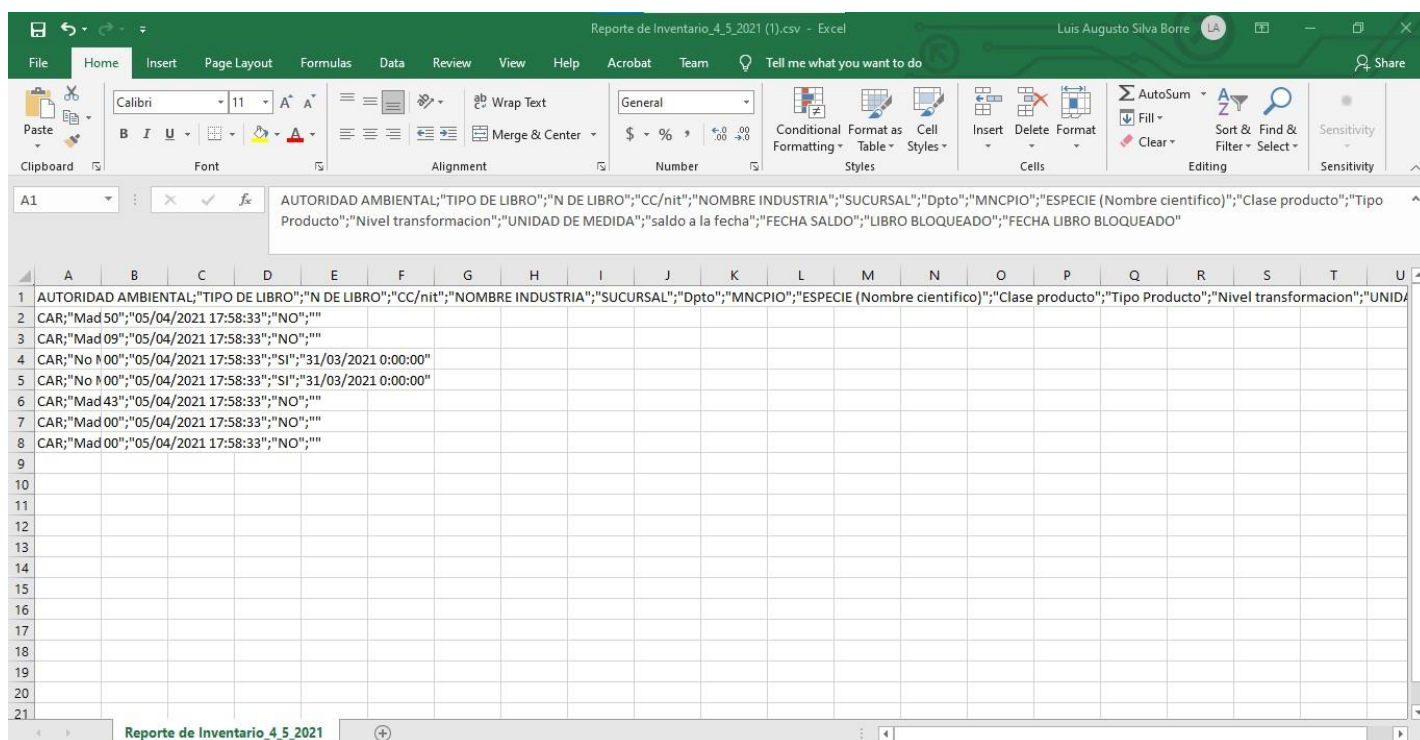 Reporte de Inventario_4_5_2021 (1).csv - Excel
Luis Augusto Silva Borre
LA
File Home Insert Page Layout Formulas Data Review View Help Acrobat Team Tell me what you want to do
Share
Paste
Calibri 11 A A
Wrap Text
General
Conditional Formatting
Format as Table
Cell Styles
Insert Delete Format
AutoSum
Fill
Clear
Sort & Filter
Find & Select
Sensitivity
B I U A
Merge & Center
$ % ,
Clipboard Font Alignment Number Styles Cells Editing Sensitivity
A1
fx
AUTORIDAD AMBIENTAL;"TIPO DE LIBRO";"N DE LIBRO";"CC/nit";"NOMBRE INDUSTRIA";"SUCURSAL";"Dpto";"MNCPIO";"ESPECIE (Nombre cientifico)";"Clase producto";"Tipo
Producto";"Nivel transformacion";"UNIDAD DE MEDIDA";"saldo a la fecha";"FECHA SALDO";"LIBRO BLOQUEADO";"FECHA LIBRO BLOQUEADO"
A B C D E F G H I J K L M N O P Q R S T U
1 AUTORIDAD AMBIENTAL;"TIPO DE LIBRO";"N DE LIBRO";"CC/nit";"NOMBRE INDUSTRIA";"SUCURSAL";"Dpto";"MNCPIO";"ESPECIE (Nombre cientifico)";"Clase producto";"Tipo Producto";"Nivel transformacion";"UNIDA
2 CAR;"Mad 50";"05/04/2021 17:58:33";"NO";""
3 CAR;"Mad 09";"05/04/2021 17:58:33";"NO";""
4 CAR;"No M 00";"05/04/2021 17:58:33";"SI";"31/03/2021 0:00:00"
5 CAR;"No M 00";"05/04/2021 17:58:33";"SI";"31/03/2021 0:00:00"
6 CAR;"Mad 43";"05/04/2021 17:58:33";"NO";""
7 CAR;"Mad 00";"05/04/2021 17:58:33";"NO";""
8 CAR;"Mad 00";"05/04/2021 17:58:33";"NO";""
9
10
11
12
13
14
15
16
17
18
19
20
21
Reporte de Inventario_4_5_2021